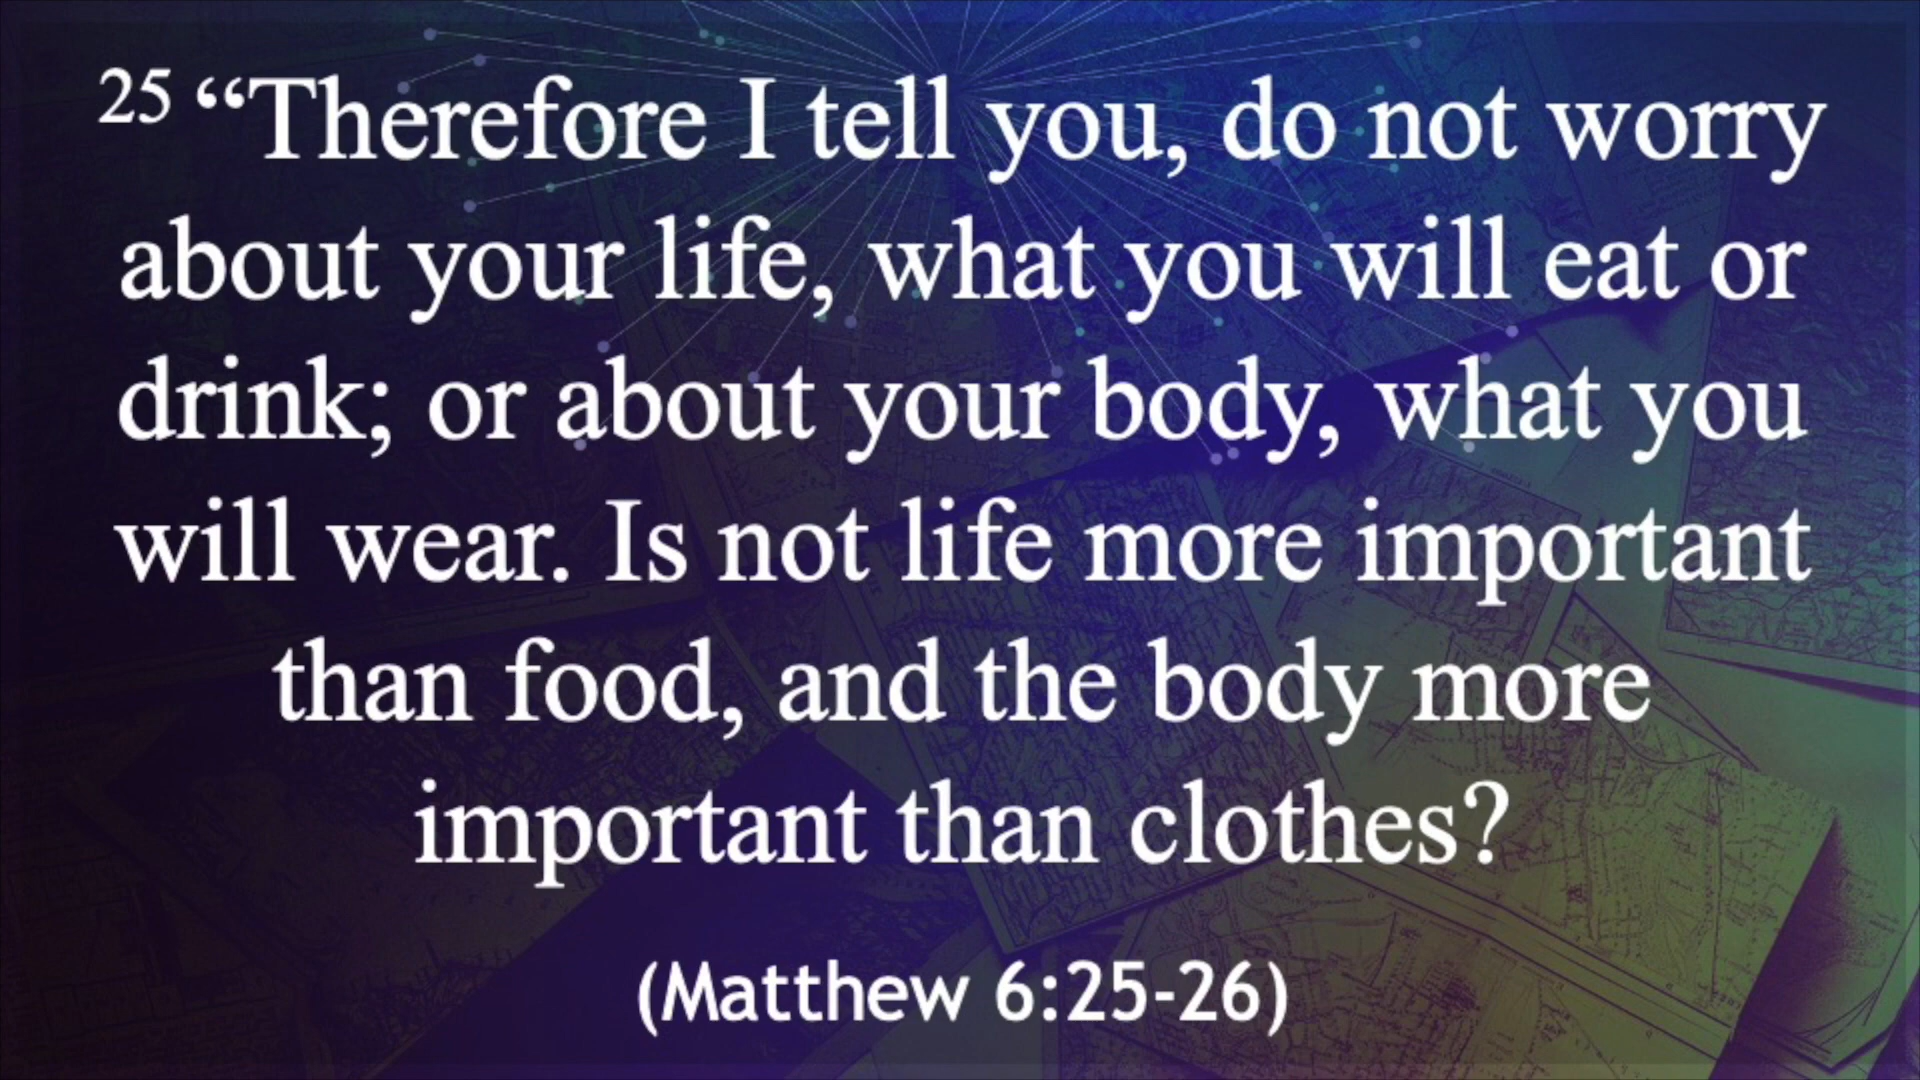 25 “Therefore I tell you, do not worry
about your life, what you will eat or
drink; or about your body, what you
will wear. Is not life more important
than food, and the body more
important than clothes?
(Matthew 6:25-26)